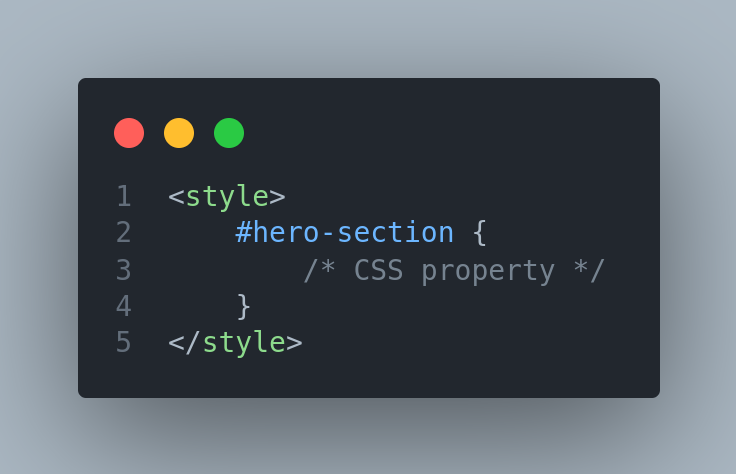 1 <style>
2     #hero-section {
3         /* CSS property */
4     }
5 </style>